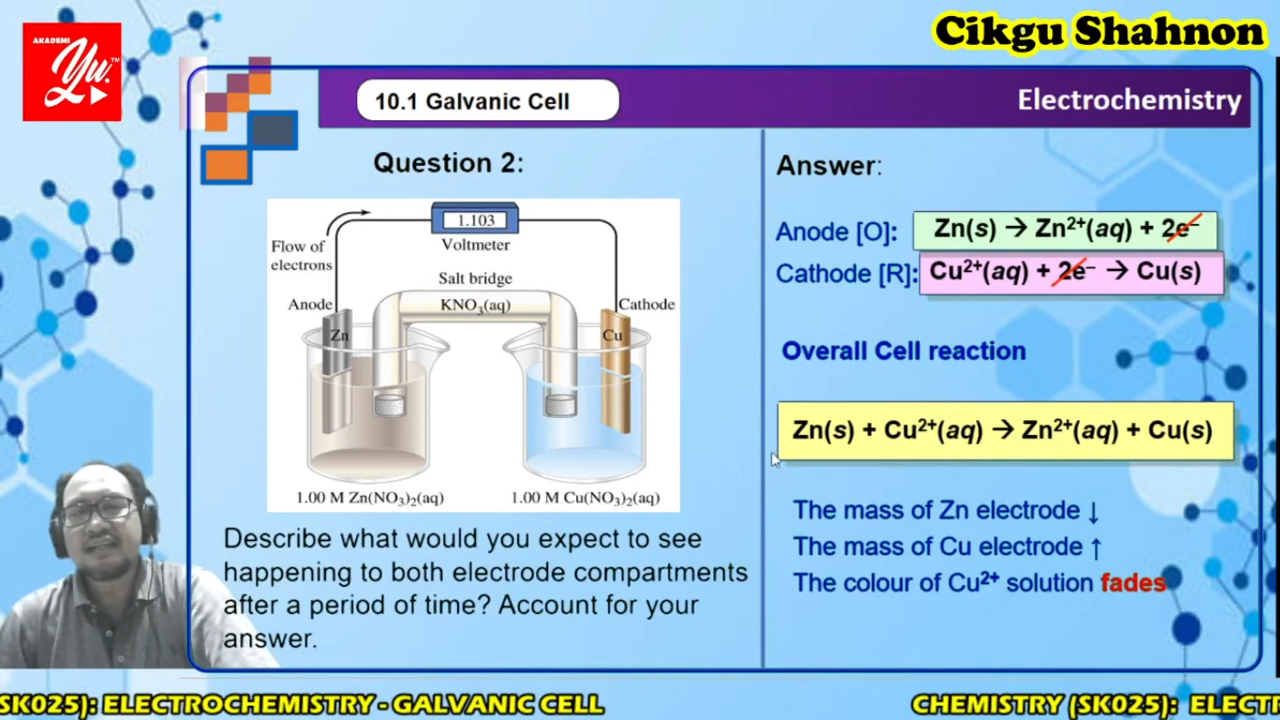 Cikgu Shahnon
AKADEMI
Yu.
TM
10.1 Galvanic Cell
Electrochemistry
Question 2:
1.103
Voltmeter
Flow of
electrons
Salt bridge
KNO₃(aq)
Anode
Cathode
Zn
Cu
1.00 M Zn(NO₃)₂(aq)
1.00 M Cu(NO₃)₂(aq)
Describe what would you expect to see
happening to both electrode compartments
after a period of time? Account for your
answer.
Answer:
Anode [O]: Zn(s) → Zn²⁺(aq) + 2e⁻
Cathode [R]: Cu²⁺(aq) + 2e⁻ → Cu(s)
Overall Cell reaction
Zn(s) + Cu²⁺(aq) → Zn²⁺(aq) + Cu(s)
The mass of Zn electrode ↓
The mass of Cu electrode ↑
The colour of Cu²⁺ solution fades
SK025): ELECTROCHEMISTRY - GALVANIC CELL
CHEMISTRY (SK025): ELECT